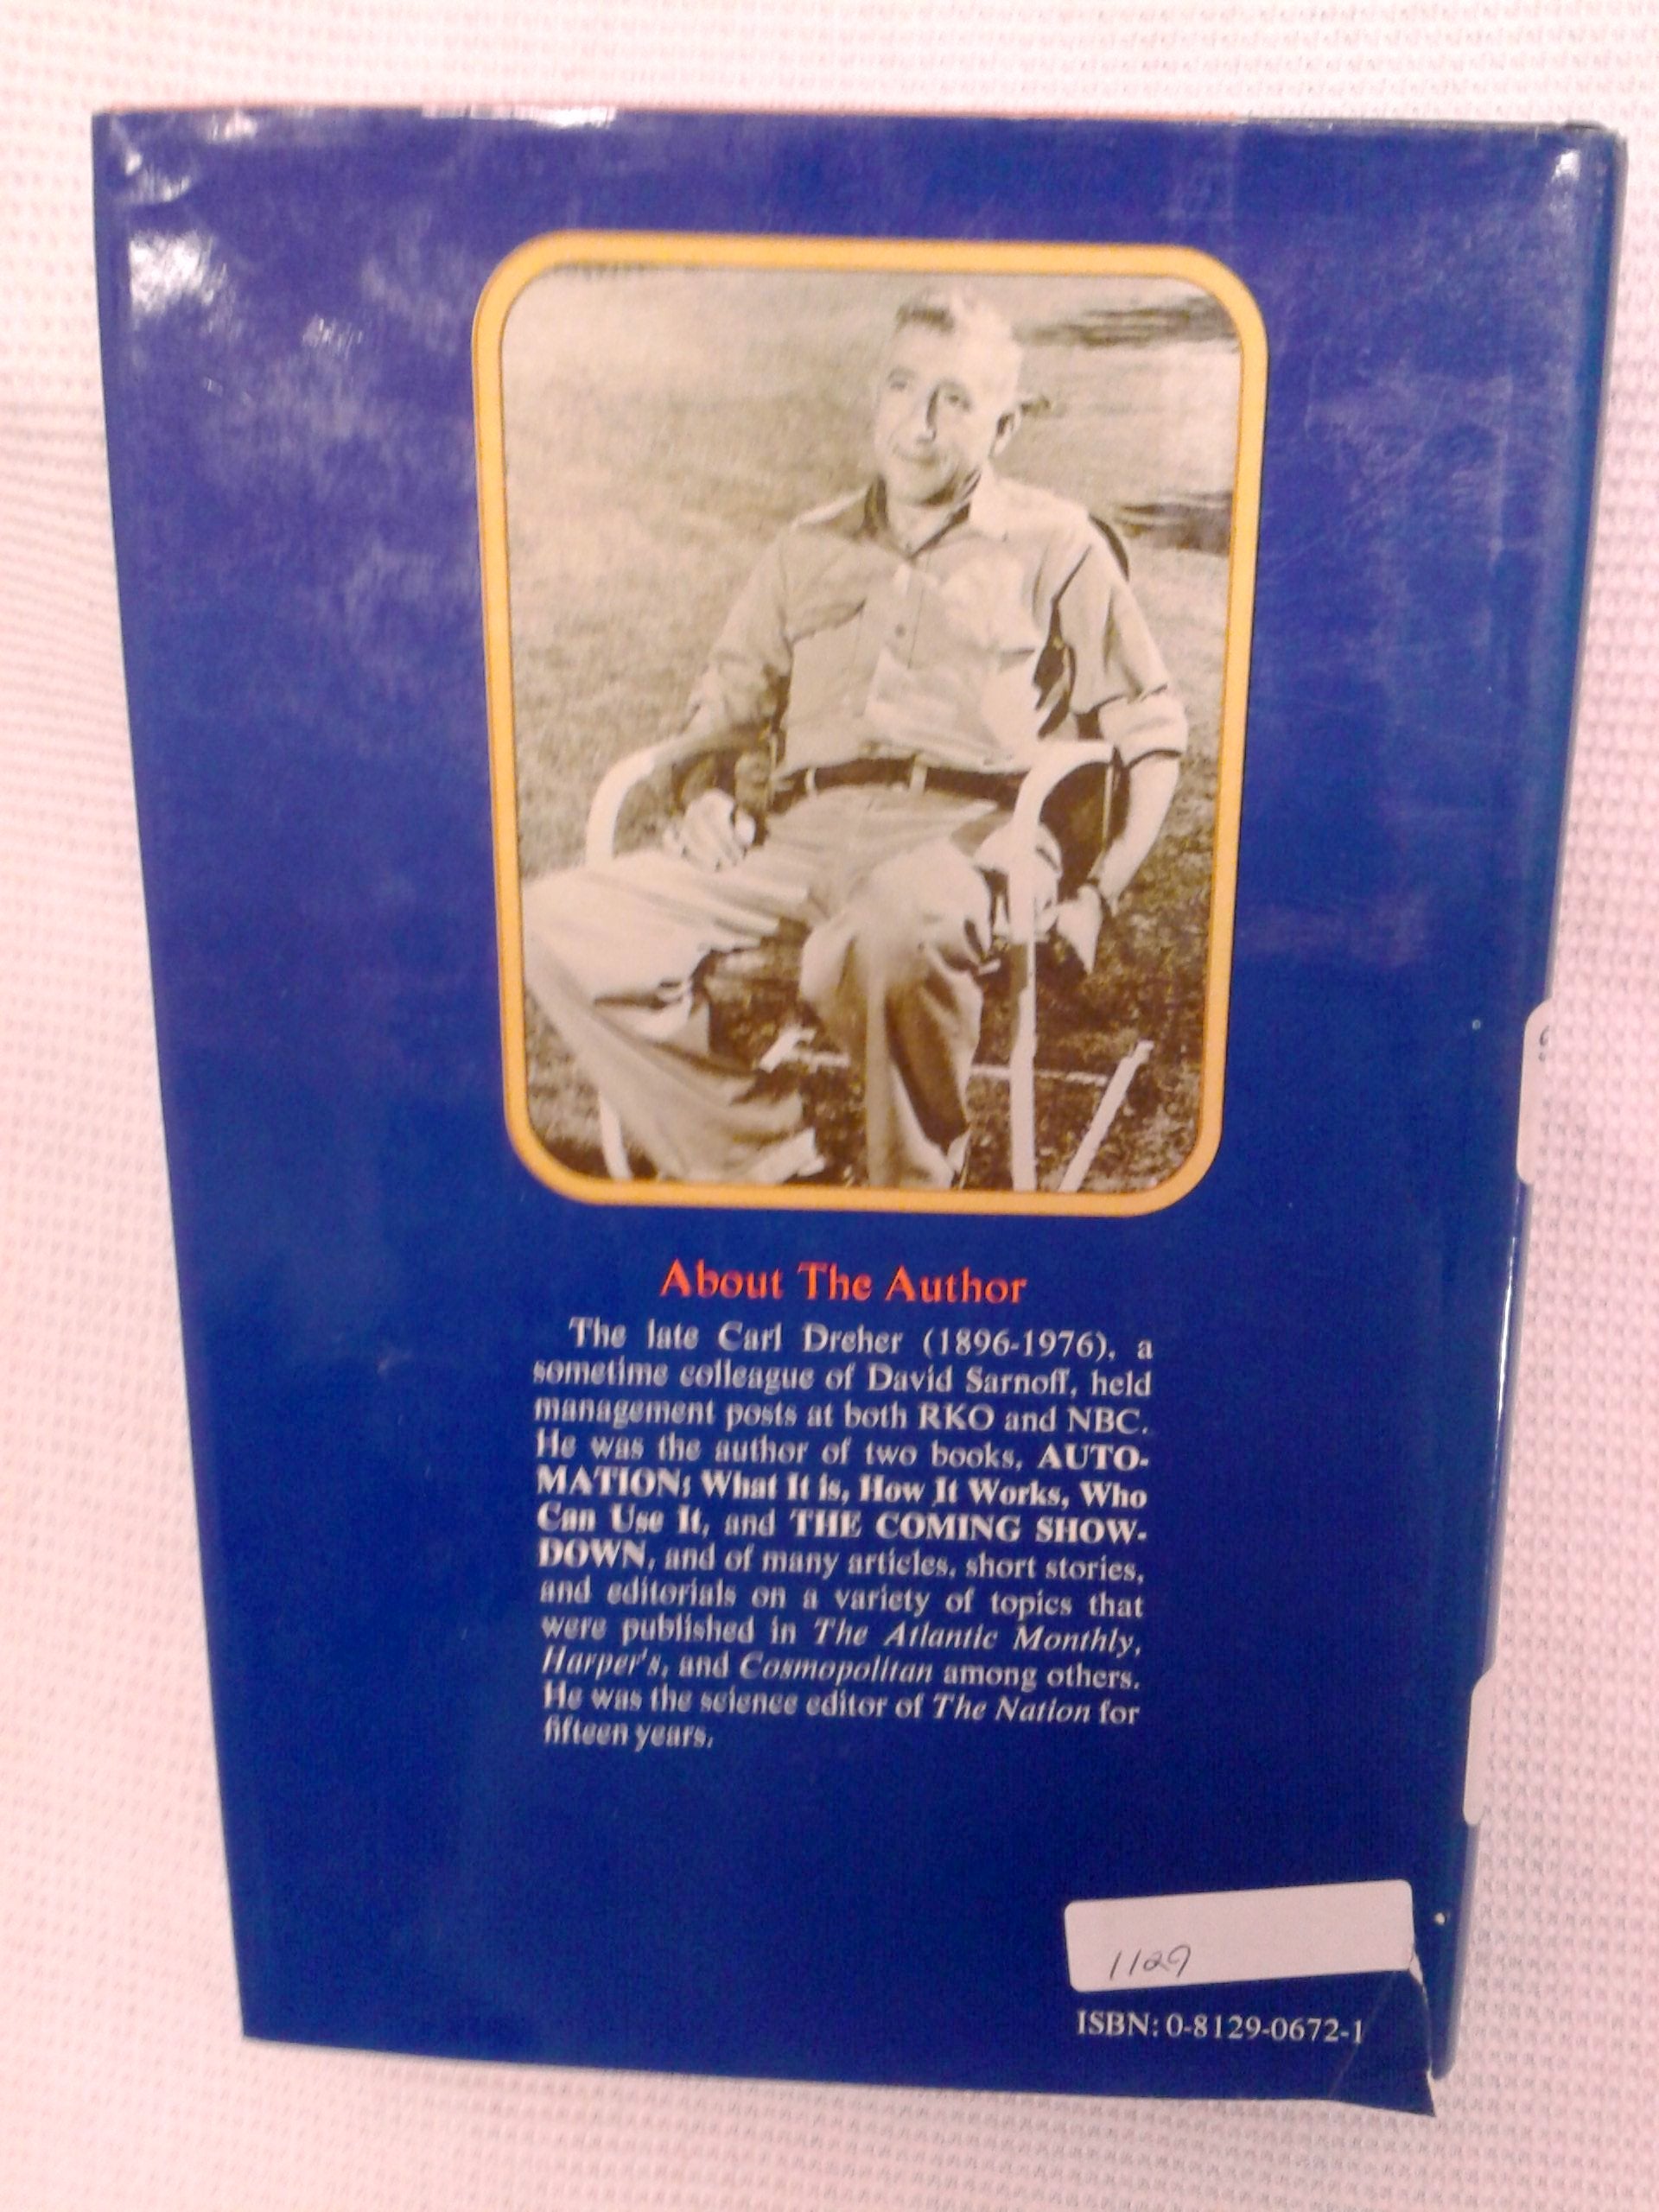 About The Author
The late Carl Dreher (1896-1976), a
sometime colleague of David Sarnoff, held
management posts at both RKO and NBC.
He was the author of two books, AUTO-
MATION: What It is, How It Works, Who
Can Use It, and THE COMING SHOW-
DOWN, and of many articles, short stories,
and editorials on a variety of topics that
were published in The Atlantic Monthly,
Harper's, and Cosmopolitan among others.
He was the science editor of The Nation for
fifteen years.
1129
ISBN: 0-8129-0672-1